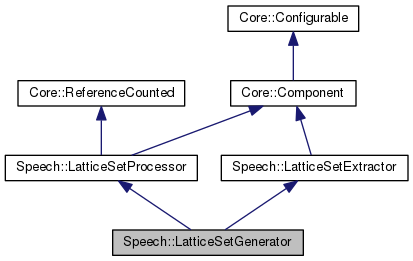 Core::Configurable
Core::ReferenceCounted
Core::Component
Speech::LatticeSetProcessor
Speech::LatticeSetExtractor
Speech::LatticeSetGenerator